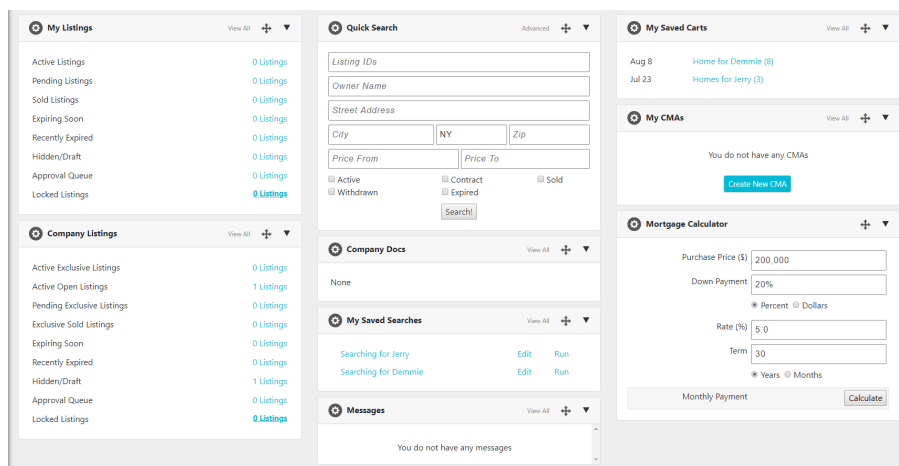 My Listings View All
Active Listings 0 Listings
Pending Listings 0 Listings
Sold Listings 0 Listings
Expiring Soon 0 Listings
Recently Expired 0 Listings
Hidden/Draft 0 Listings
Approval Queue 0 Listings
Locked Listings 0 Listings
Company Listings View All
Active Exclusive Listings 0 Listings
Active Open Listings 1 Listings
Pending Exclusive Listings 0 Listings
Exclusive Sold Listings 0 Listings
Expiring Soon 0 Listings
Recently Expired 0 Listings
Hidden/Draft 1 Listings
Approval Queue 0 Listings
Locked Listings 0 Listings
Quick Search Advanced
Listing IDs
Owner Name
Street Address
City NY Zip
Price From Price To
Active Contract Sold
Withdrawn Expired
Search!
Company Docs View All
None
My Saved Searches View All
Searching for Jerry Edit Run
Searching for Demmie Edit Run
Messages View All
You do not have any messages
My Saved Carts View All
Aug 8 Home for Demmie (8)
Jul 23 Homes for Jerry (3)
My CMAs View All
You do not have any CMAs
Create New CMA
Mortgage Calculator
Purchase Price ($) 200,000
Down Payment 20%
Percent Dollars
Rate (%) 5.0
Term 30
Years Months
Monthly Payment Calculate